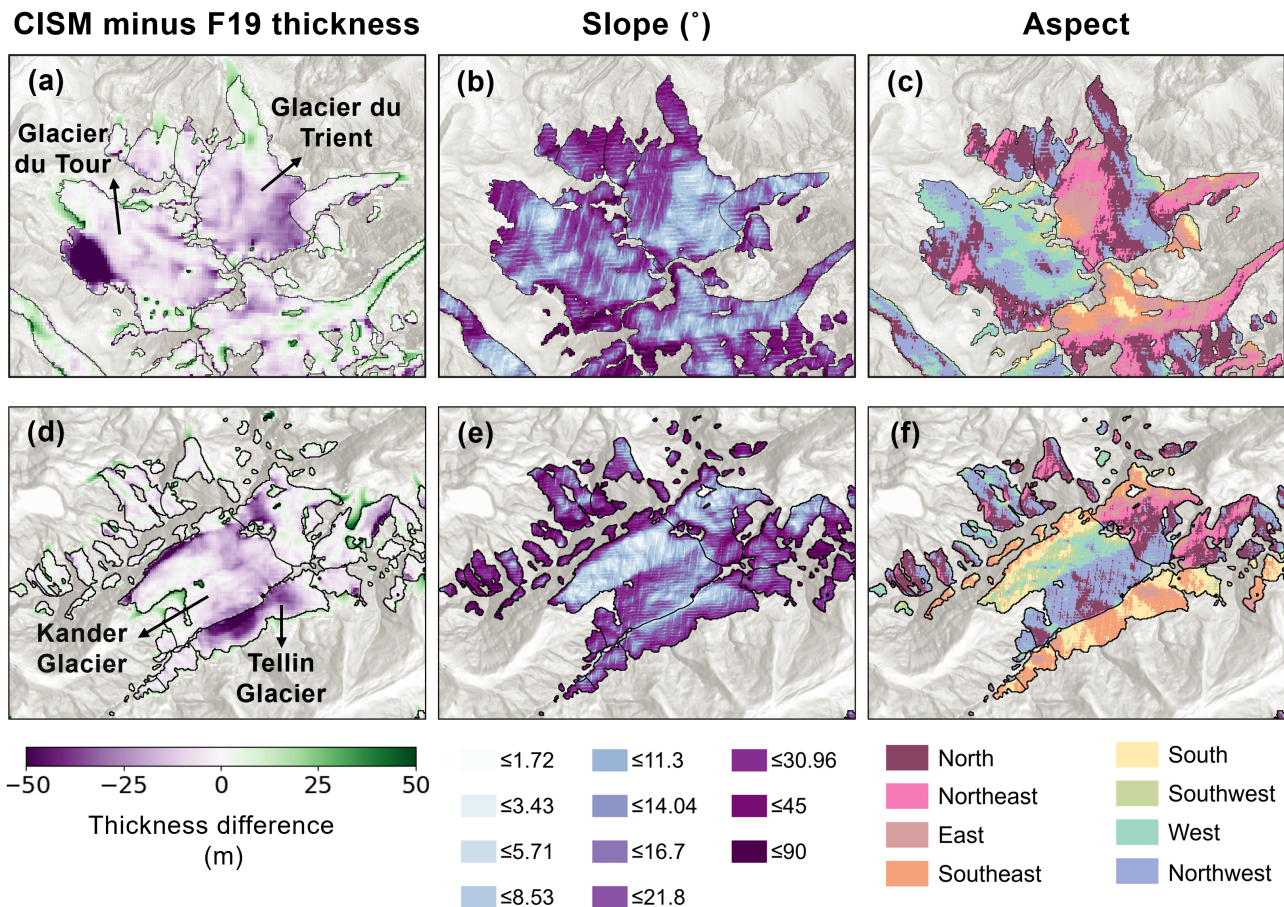 CISM minus F19 thickness
Slope (˚)
Aspect
(a)
Glacier
du Tour
Glacier du
Trient
(b)
(c)
(d)
Kander
Glacier
Tellin
Glacier
(e)
(f)
−50 −25 0 25 50
Thickness difference
(m)
≤1.72
≤3.43
≤5.71
≤8.53
≤11.3
≤14.04
≤16.7
≤21.8
≤30.96
≤45
≤90
North
Northeast
East
Southeast
South
Southwest
West
Northwest